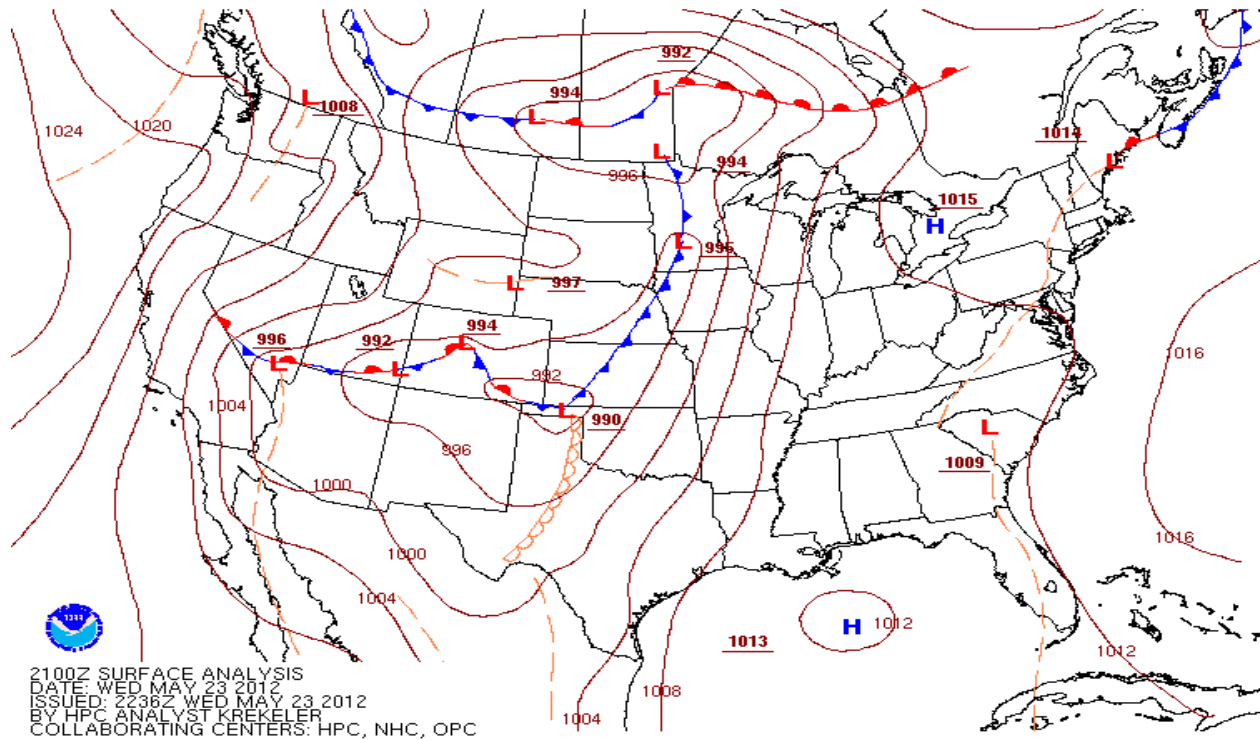 992
994
L
L
1008
L
1024
1020
L
1014
L
994
996
L
1015
H
L
995
L
997
994
996
992
L
1016
L
L
992
1004
L
990
L
996
1009
1000
1016
1000
1004
H
1012
1013
1012
1008
1004
2100Z SURFACE ANALYSIS
DATE: WED MAY 23 2012
ISSUED: 2236Z WED MAY 23 2012
BY HPC ANALYST KREKELER
COLLABORATING CENTERS: HPC, NHC, OPC